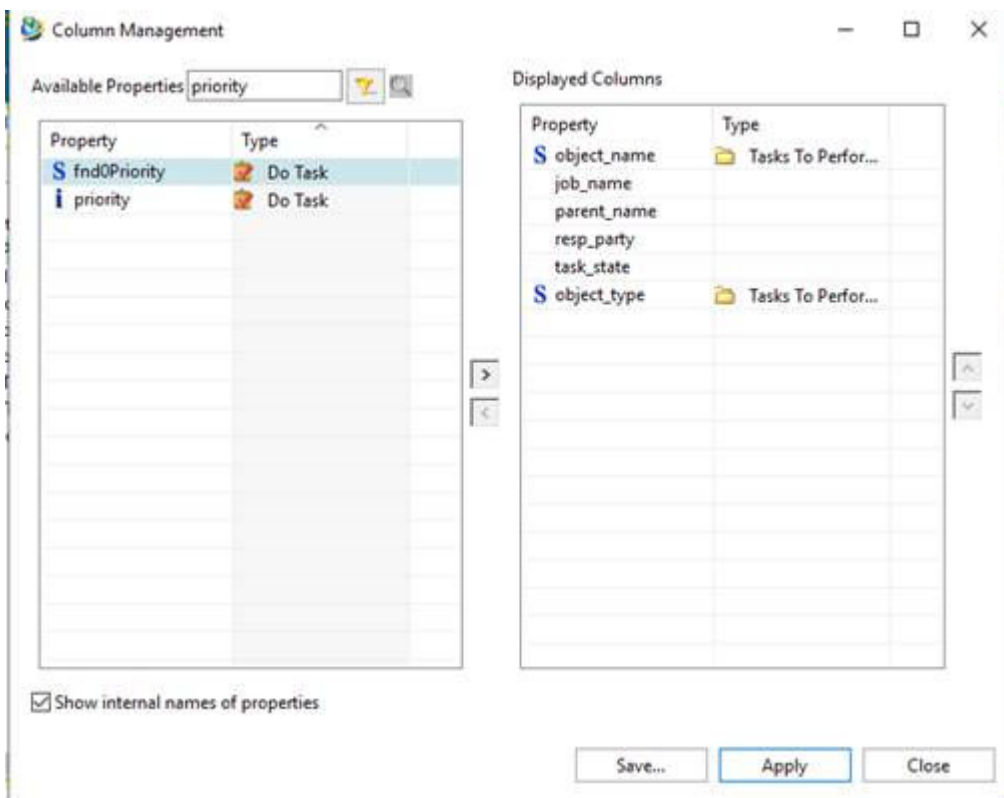 Column Management
Available Properties priority
Property Type
S fnd0Priority Do Task
i priority Do Task
Show internal names of properties
Displayed Columns
Property Type
S object_name Tasks To Perfor...
job_name
parent_name
resp_party
task_state
S object_type Tasks To Perfor...
>
<
Save... Apply Close